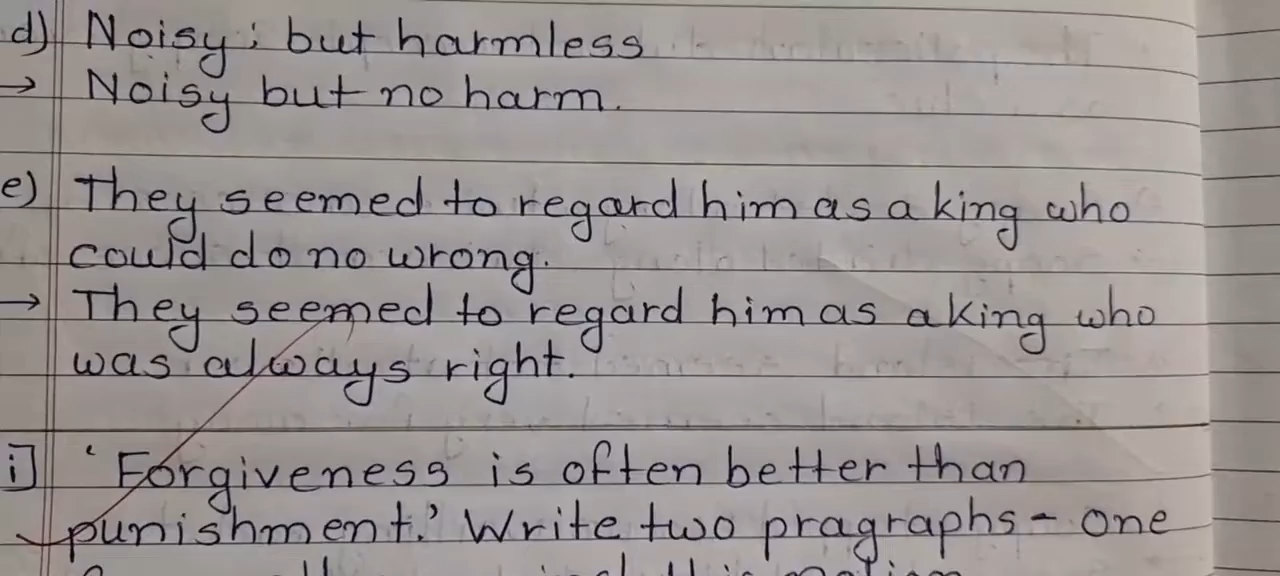 d) Noisy; but harmless
→ Noisy but no harm.
e) They seemed to regard him as a king who
could do no wrong.
→ They seemed to regard him as a king who
was always right.
i] 'Forgiveness is often better than
punishment.' Write two pragraphs - one